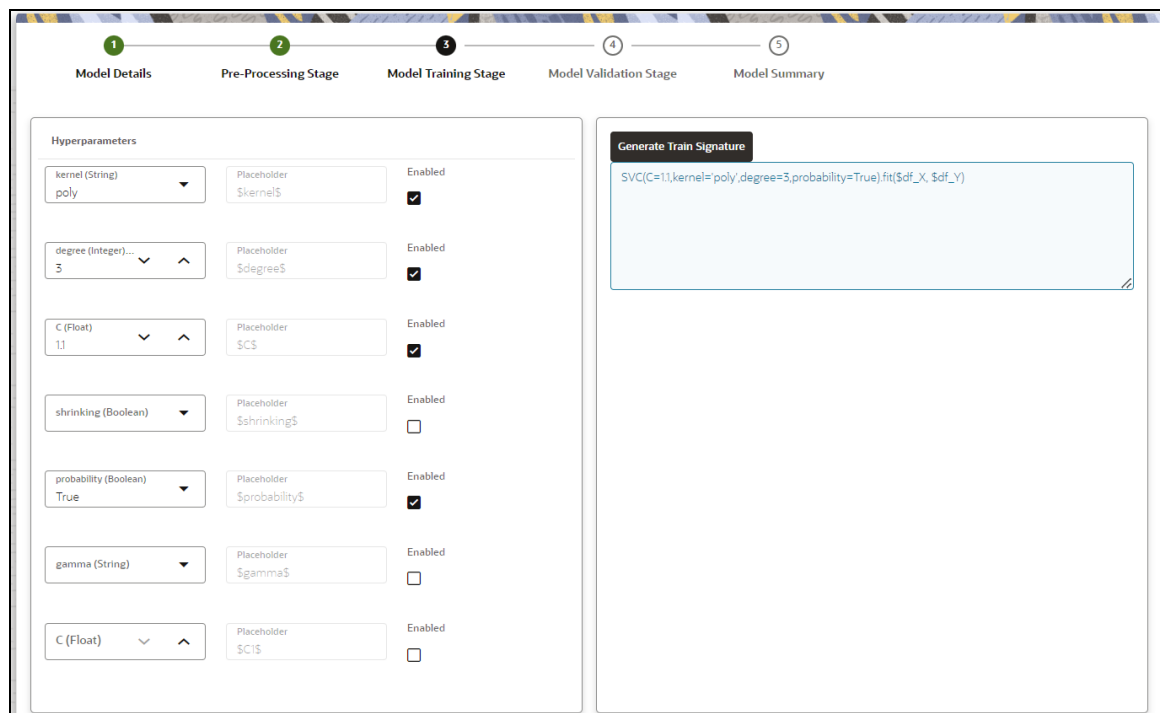 1 2 3 4 5
Model Details Pre-Processing Stage Model Training Stage Model Validation Stage Model Summary
Hyperparameters
kernel (String) Placeholder Enabled
poly $kernel$
degree (Integer)... Placeholder Enabled
3 $degree$
C (Float) Placeholder Enabled
1.1 $C$
shrinking (Boolean) Placeholder Enabled
$shrinking$
probability (Boolean) Placeholder Enabled
True $probability$
gamma (String) Placeholder Enabled
$gamma$
C (Float) Placeholder Enabled
$C1$
Generate Train Signature
SVC(C=1.1,kernel='poly',degree=3,probability=True).fit($df_X, $df_Y)